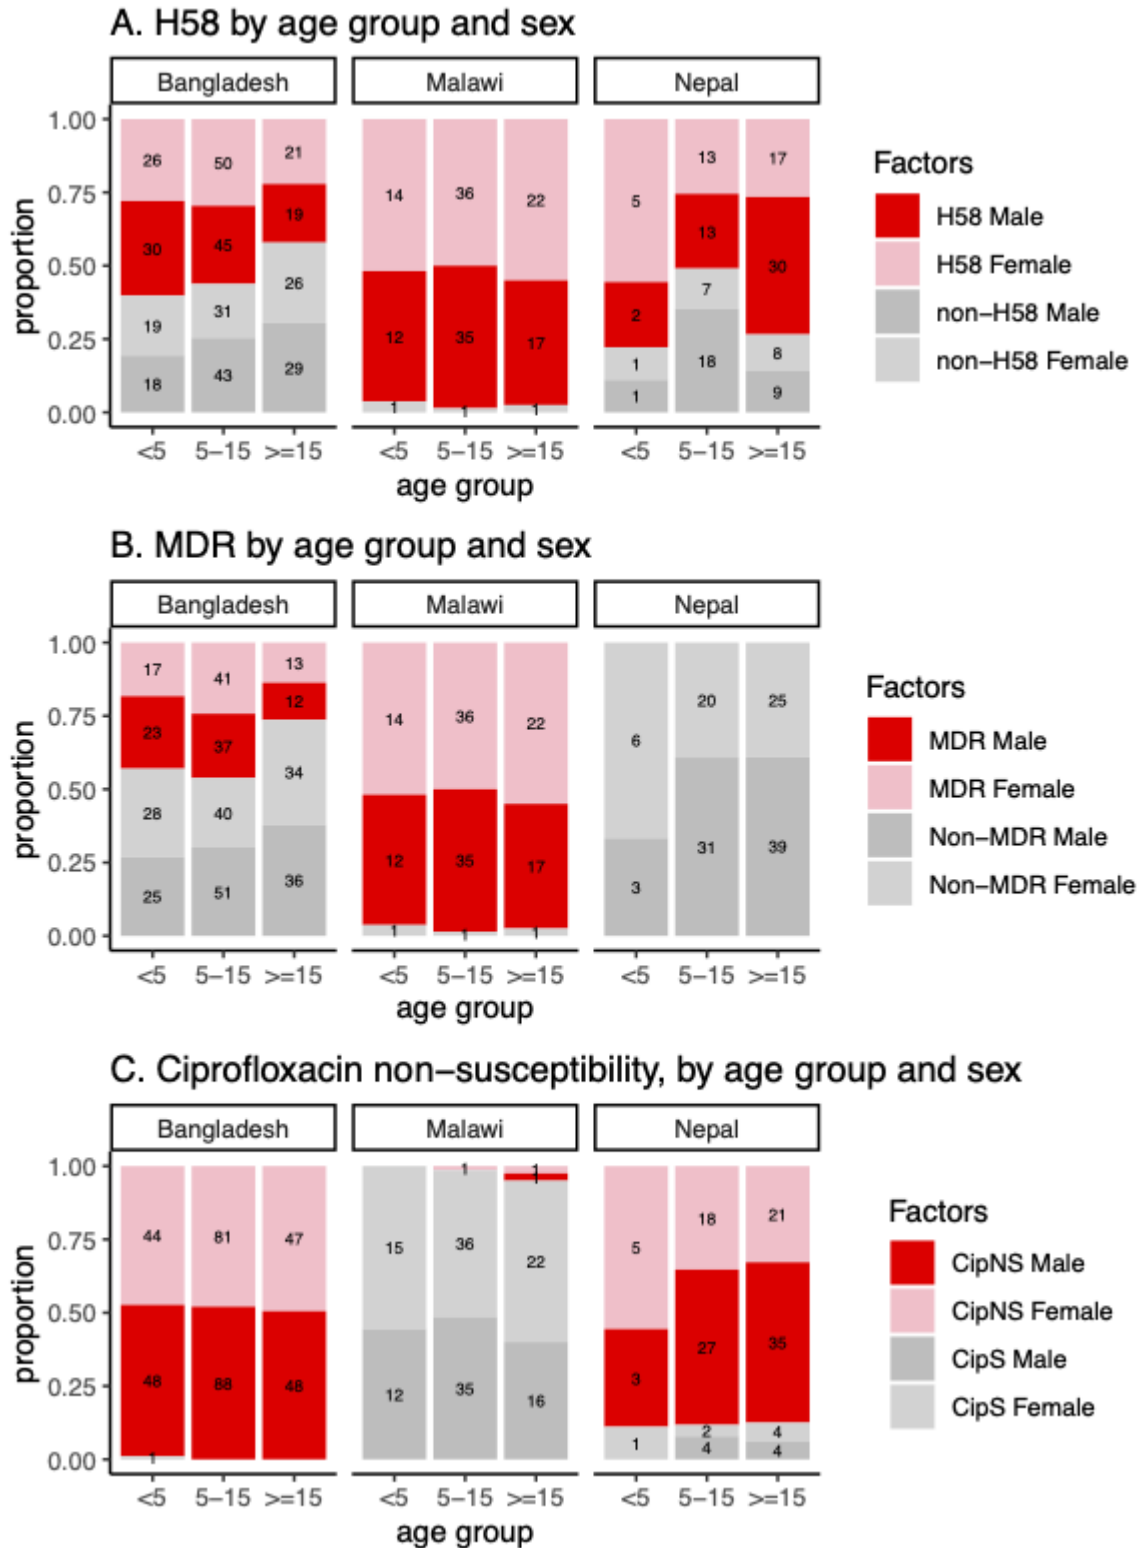 A. H58 by age group and sex
Bangladesh Malawi Nepal
1.00
0.75
0.50
0.25
0.00
proportion
26 50 21
30 45 19
19 31 26
18 43 29
14 36 22
12 35 17
1 1 1
5 13 17
2 13 30
1 7 8
1 18 9
<5 5–15 >=15 <5 5–15 >=15 <5 5–15 >=15
age group
Factors
H58 Male
H58 Female
non–H58 Male
non–H58 Female
B. MDR by age group and sex
Bangladesh Malawi Nepal
1.00
0.75
0.50
0.25
0.00
proportion
17 41 13
23 37 12
28 40 34
25 51 36
14 36 22
12 35 17
1 1 1
6 20 25
3 31 39
<5 5–15 >=15 <5 5–15 >=15 <5 5–15 >=15
age group
Factors
MDR Male
MDR Female
Non–MDR Male
Non–MDR Female
C. Ciprofloxacin non–susceptibility, by age group and sex
Bangladesh Malawi Nepal
1.00
0.75
0.50
0.25
0.00
proportion
44 81 47
48 88 48
1
1 1
1
15 36 22
12 35 16
5 18 21
3 27 35
1 2 4
4 4
<5 5–15 >=15 <5 5–15 >=15 <5 5–15 >=15
age group
Factors
CipNS Male
CipNS Female
CipS Male
CipS Female